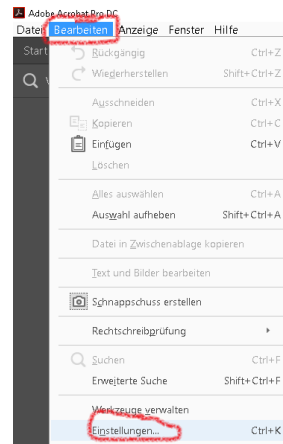 Adobe Acrobat Pro DC
Datei Bearbeiten Anzeige Fenster Hilfe
Start
Rückgängig Ctrl+Z
Wiederherstellen Shift+Ctrl+Z
Ausschneiden Ctrl+X
Kopieren Ctrl+C
Einfügen Ctrl+V
Löschen
Alles auswählen Ctrl+A
Auswahl aufheben Shift+Ctrl+A
Datei in Zwischenablage kopieren
Text und Bilder bearbeiten
Schnappschuss erstellen
Rechtschreibprüfung
Suchen Ctrl+F
Erweiterte Suche Shift+Ctrl+F
Werkzeuge verwalten
Einstellungen... Ctrl+K